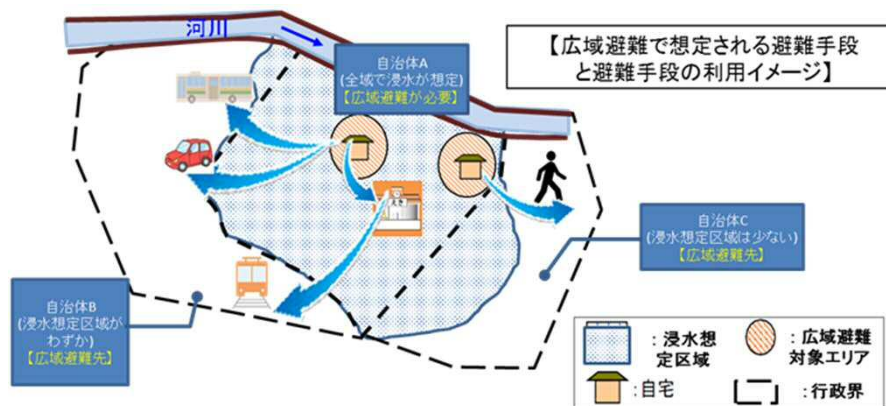 河川
【広域避難で想定される避難手段
と避難手段の利用イメージ】
自治体A
(全域で浸水が想定)
【広域避難が必要】
えき
自治体C
(浸水想定区域は少ない)
【広域避難先】
自治体B
(浸水想定区域が
わずか)
【広域避難先】
：浸水想
定区域
：広域避難
対象エリア
：自宅
：行政界